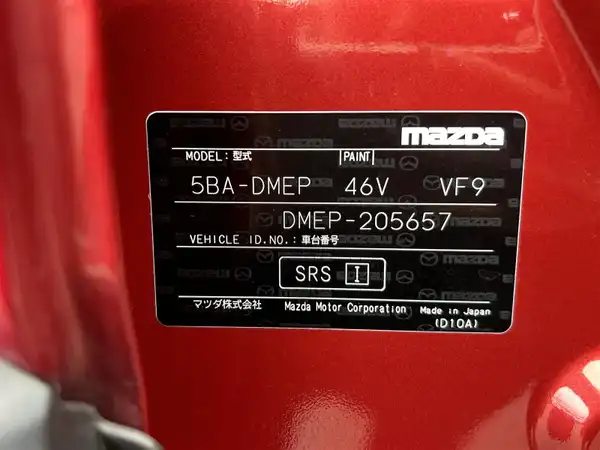 mazda
MODEL:型式 PAINT
5BA-DMEP 46V VF9
DMEP-205657
VEHICLE ID.NO.:車台番号
SRS I
マツダ株式会社 Mazda Motor Corporation Made in Japan
(D10A)